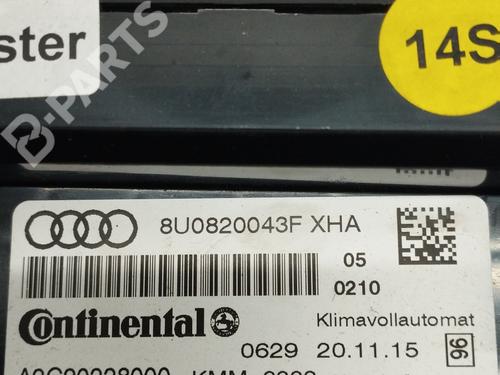 ster
14S
B-PARTS
8U0820043F XHA
05
0210
Continental
Klimavollautomat
0629 20.11.15
96